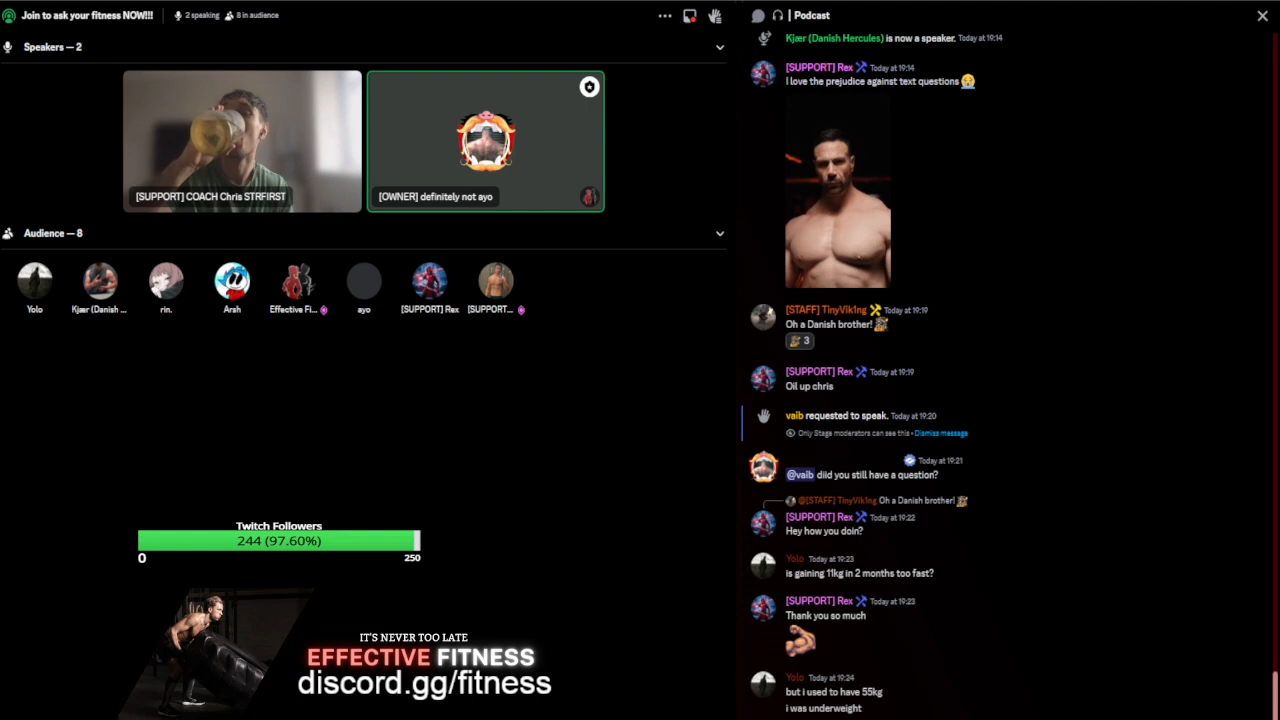 Join to ask your fitness NOW!!!
2 speaking
8 in audience
Speakers — 2
[SUPPORT] COACH Chris STRFIRST
[OWNER] definitely not ayo
Audience — 8
Yolo
Kjær (Danish ...
rin.
Arsh
Effective Fi...
ayo
[SUPPORT] Rex
[SUPPORT...
Twitch Followers
244 (97.60%)
0
250
IT'S NEVER TOO LATE
EFFECTIVE FITNESS
discord.gg/fitness
| Podcast
Kjær (Danish Hercules) is now a speaker. Today at 19:14
[SUPPORT] Rex Today at 19:14
I love the prejudice against text questions
[STAFF] TinyVik1ng Today at 19:19
Oh a Danish brother!
3
[SUPPORT] Rex Today at 19:19
Oil up chris
vaib requested to speak. Today at 19:20
Only Stage moderators can see this • Dismiss message
Today at 19:21
@vaib diid you still have a question?
@[STAFF] TinyVik1ng Oh a Danish brother!
[SUPPORT] Rex Today at 19:22
Hey how you doin?
Yolo Today at 19:23
is gaining 11kg in 2 months too fast?
[SUPPORT] Rex Today at 19:23
Thank you so much
Yolo Today at 19:24
but i used to have 55kg
i was underweight